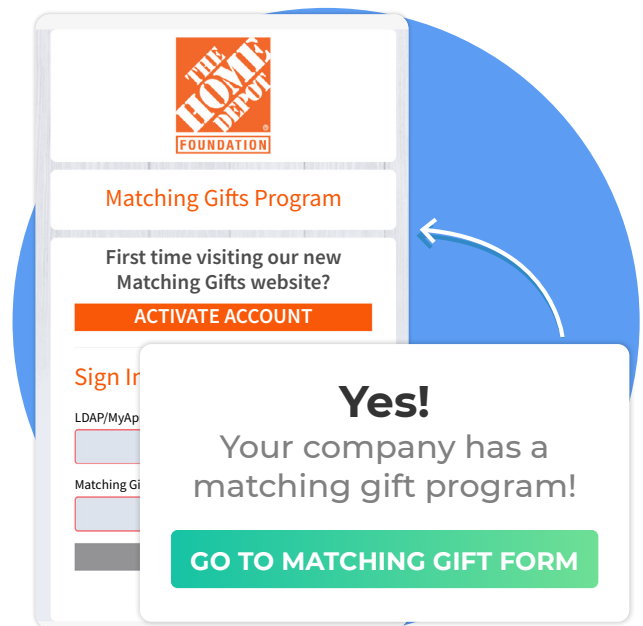 THE
HOME
DEPOT
®
FOUNDATION
Matching Gifts Program
First time visiting our new
Matching Gifts website?
ACTIVATE ACCOUNT
Sign In
LDAP/MyAp
Matching Gi
Yes!
Your company has a
matching gift program!
GO TO MATCHING GIFT FORM